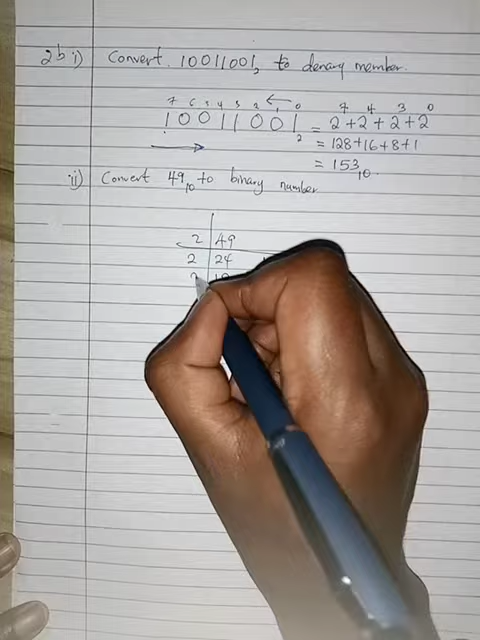 2b i) Convert 10011001₂ to denary member.
7 6 5 4 3 2 1 0
10011001₂ = 2⁷+2⁴+2³+2⁰
= 128+16+8+1
= 153₁₀
ii) Convert 49₁₀ to binary number
2 | 49
2 | 24